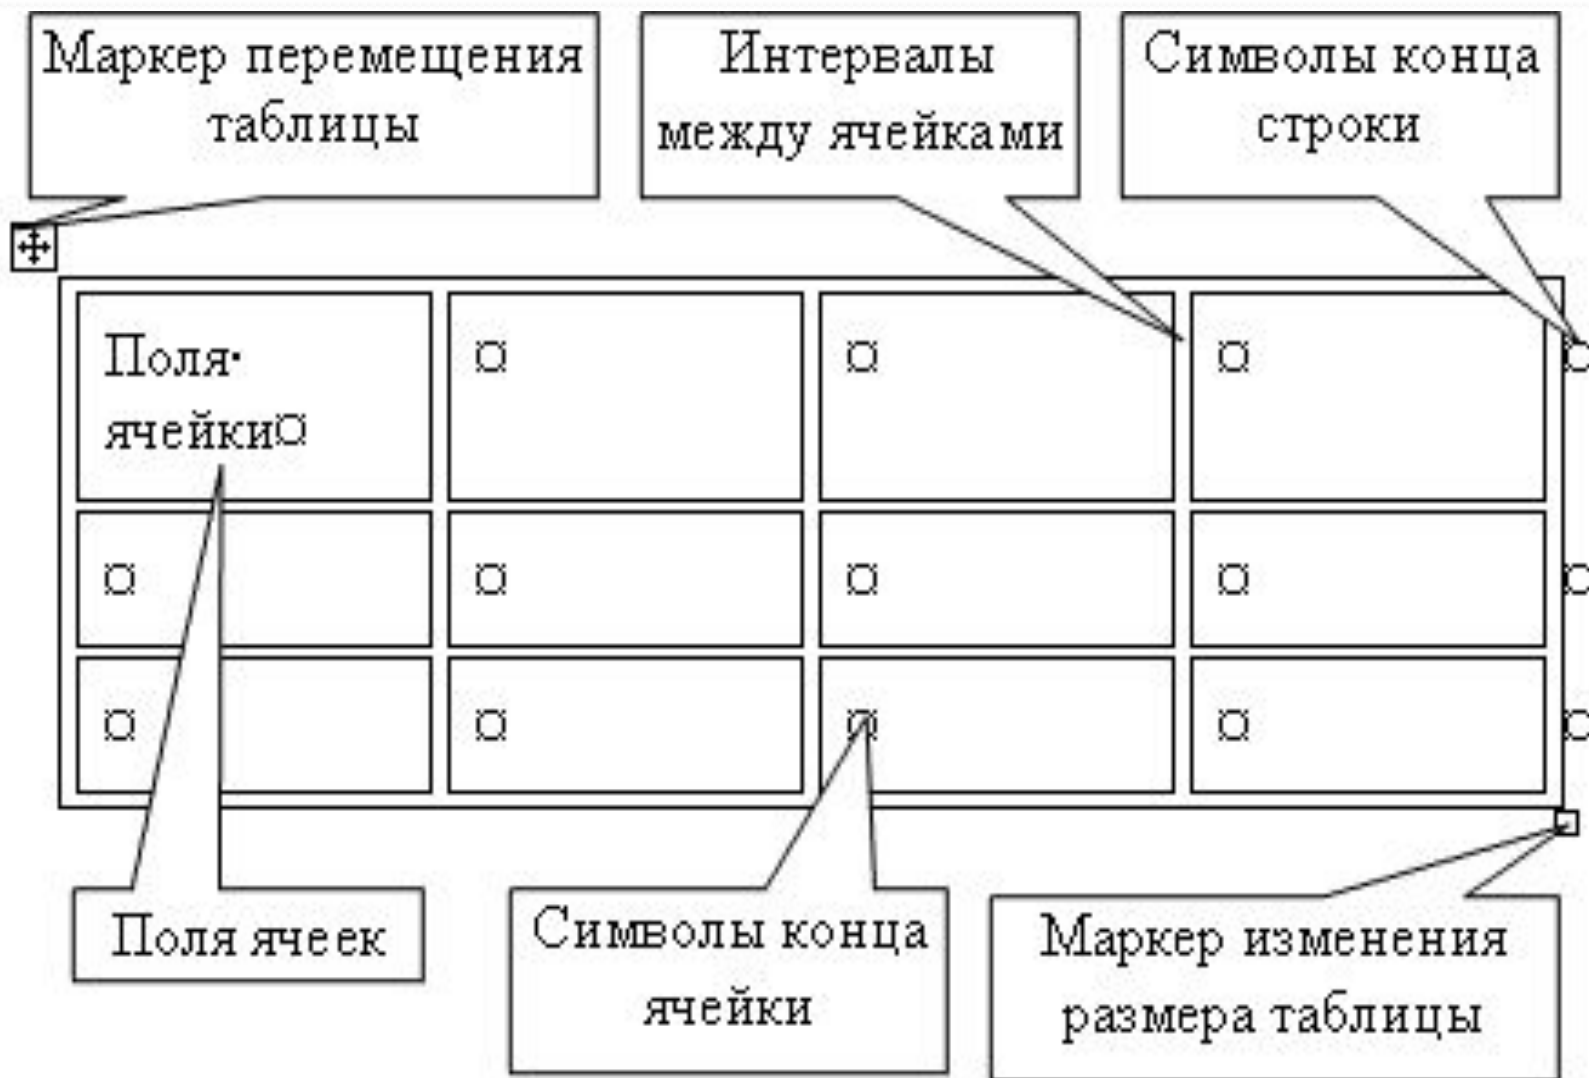 Маркер перемещения
таблицы
Интервалы
между ячейками
Символы конца
строки
Поля·
ячейки¤
¤
¤
¤
¤
¤
¤
¤
¤
¤
¤
¤
¤
¤
¤
Поля ячеек
Символы конца
ячейки
Маркер изменения
размера таблицы